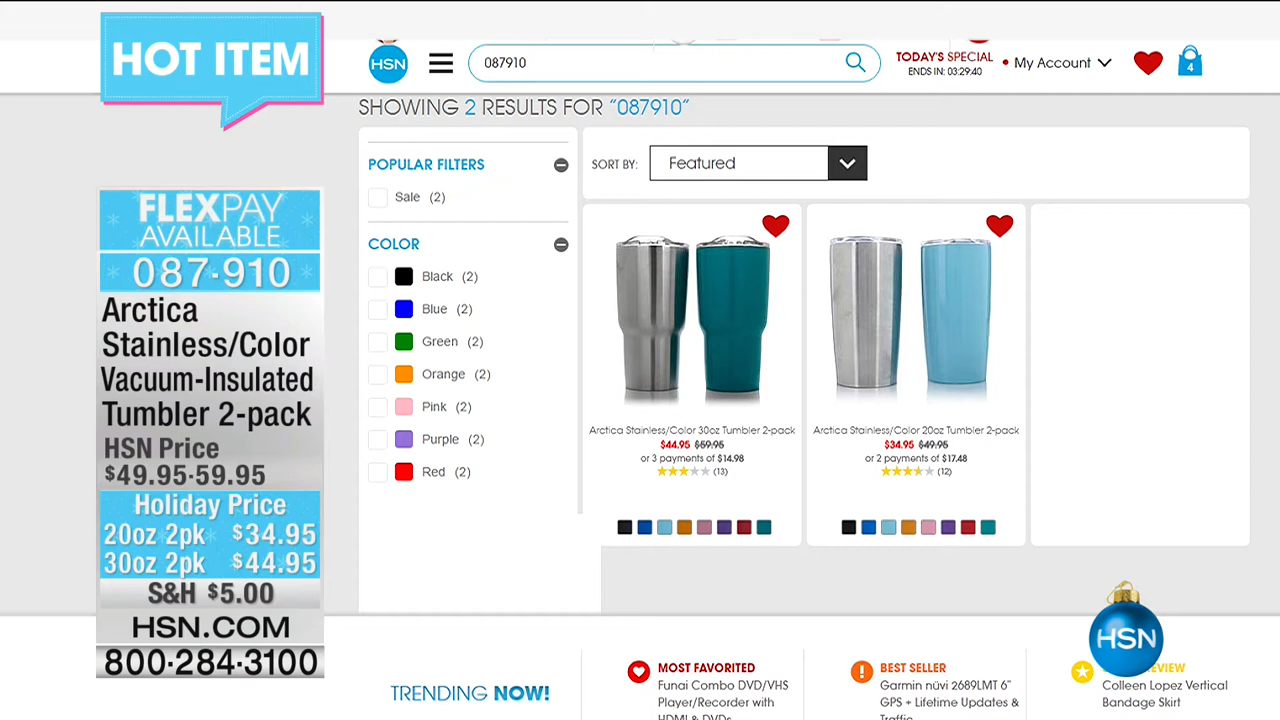 HOT ITEM
FLEXPAY
AVAILABLE
087-910
Arctica
Stainless/Color
Vacuum-Insulated
Tumbler 2-pack
HSN Price
$49.95-59.95
Holiday Price
20oz 2pk $34.95
30oz 2pk $44.95
S&H $5.00
HSN.COM
800-284-3100
HSN
087910
TODAY'S SPECIAL
ENDS IN: 03:29:40
• My Account
4
SHOWING 2 RESULTS FOR "087910"
POPULAR FILTERS
Sale (2)
COLOR
Black (2)
Blue (2)
Green (2)
Orange (2)
Pink (2)
Purple (2)
Red (2)
SORT BY: Featured
Arctica Stainless/Color 30oz Tumbler 2-pack
$44.95 $59.95
or 3 payments of $14.98
(13)
Arctica Stainless/Color 20oz Tumbler 2-pack
$34.95 $49.95
or 2 payments of $17.48
(12)
TRENDING NOW!
MOST FAVORITED
Funai Combo DVD/VHS
Player/Recorder with
HDMI & DVDs
BEST SELLER
Garmin nüvi 2689LMT 6"
GPS + Lifetime Updates &
Traffic
HSN
Colleen Lopez Vertical
Bandage Skirt